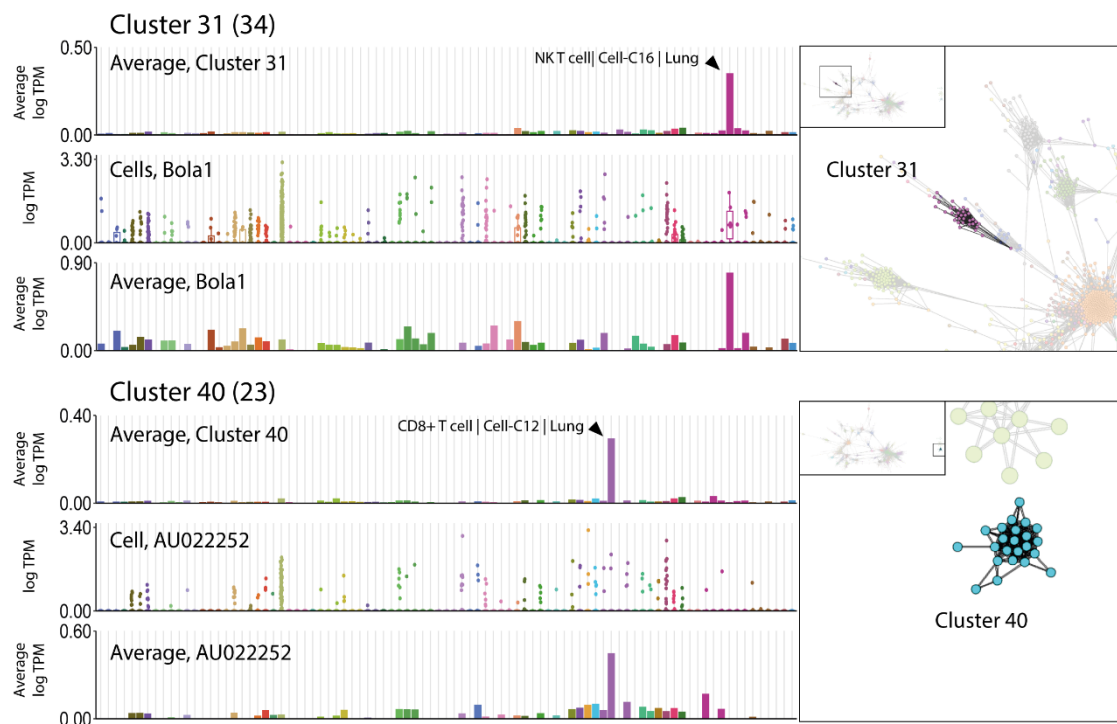 Cluster 31 (34)
0.50
Average, Cluster 31
NK T cell| Cell-C16 | Lung
Average
log TPM
0.00
3.30
Cells, Bola1
log TPM
0.00
0.90
Average, Bola1
Average
log TPM
0.00
Cluster 31
Cluster 40 (23)
0.40
Average, Cluster 40
CD8+ T cell | Cell-C12 | Lung
Average
log TPM
0.00
3.40
Cell, AU022252
log TPM
0.00
0.60
Average, AU022252
Average
log TPM
0.00
Cluster 40